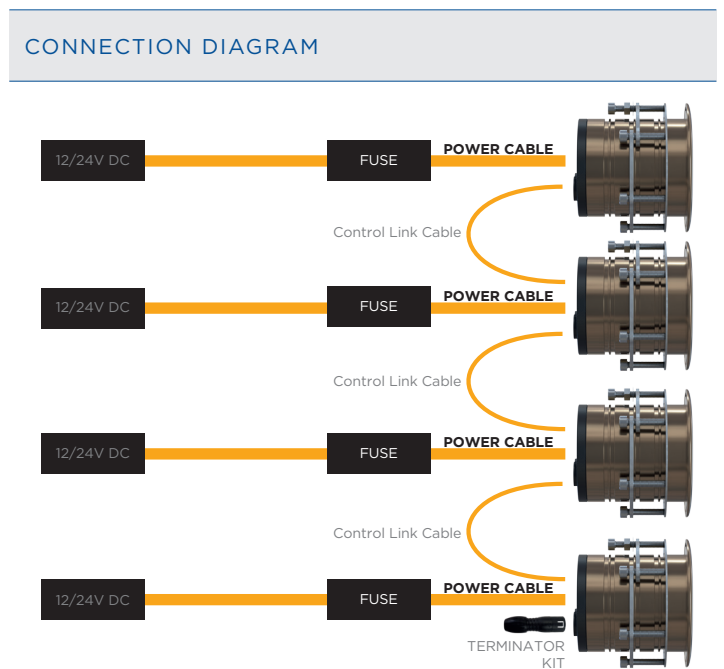 CONNECTION DIAGRAM
12/24V DC
FUSE
POWER CABLE
Control Link Cable
12/24V DC
FUSE
POWER CABLE
Control Link Cable
12/24V DC
FUSE
POWER CABLE
Control Link Cable
12/24V DC
FUSE
POWER CABLE
TERMINATOR
KIT